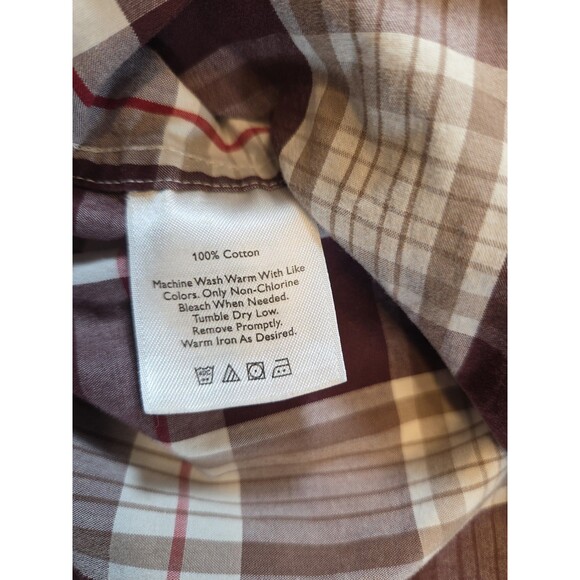 100% Cotton
Machine Wash Warm With Like
Colors. Only Non-Chlorine
Bleach When Needed.
Tumble Dry Low.
Remove Promptly.
Warm Iron As Desired.